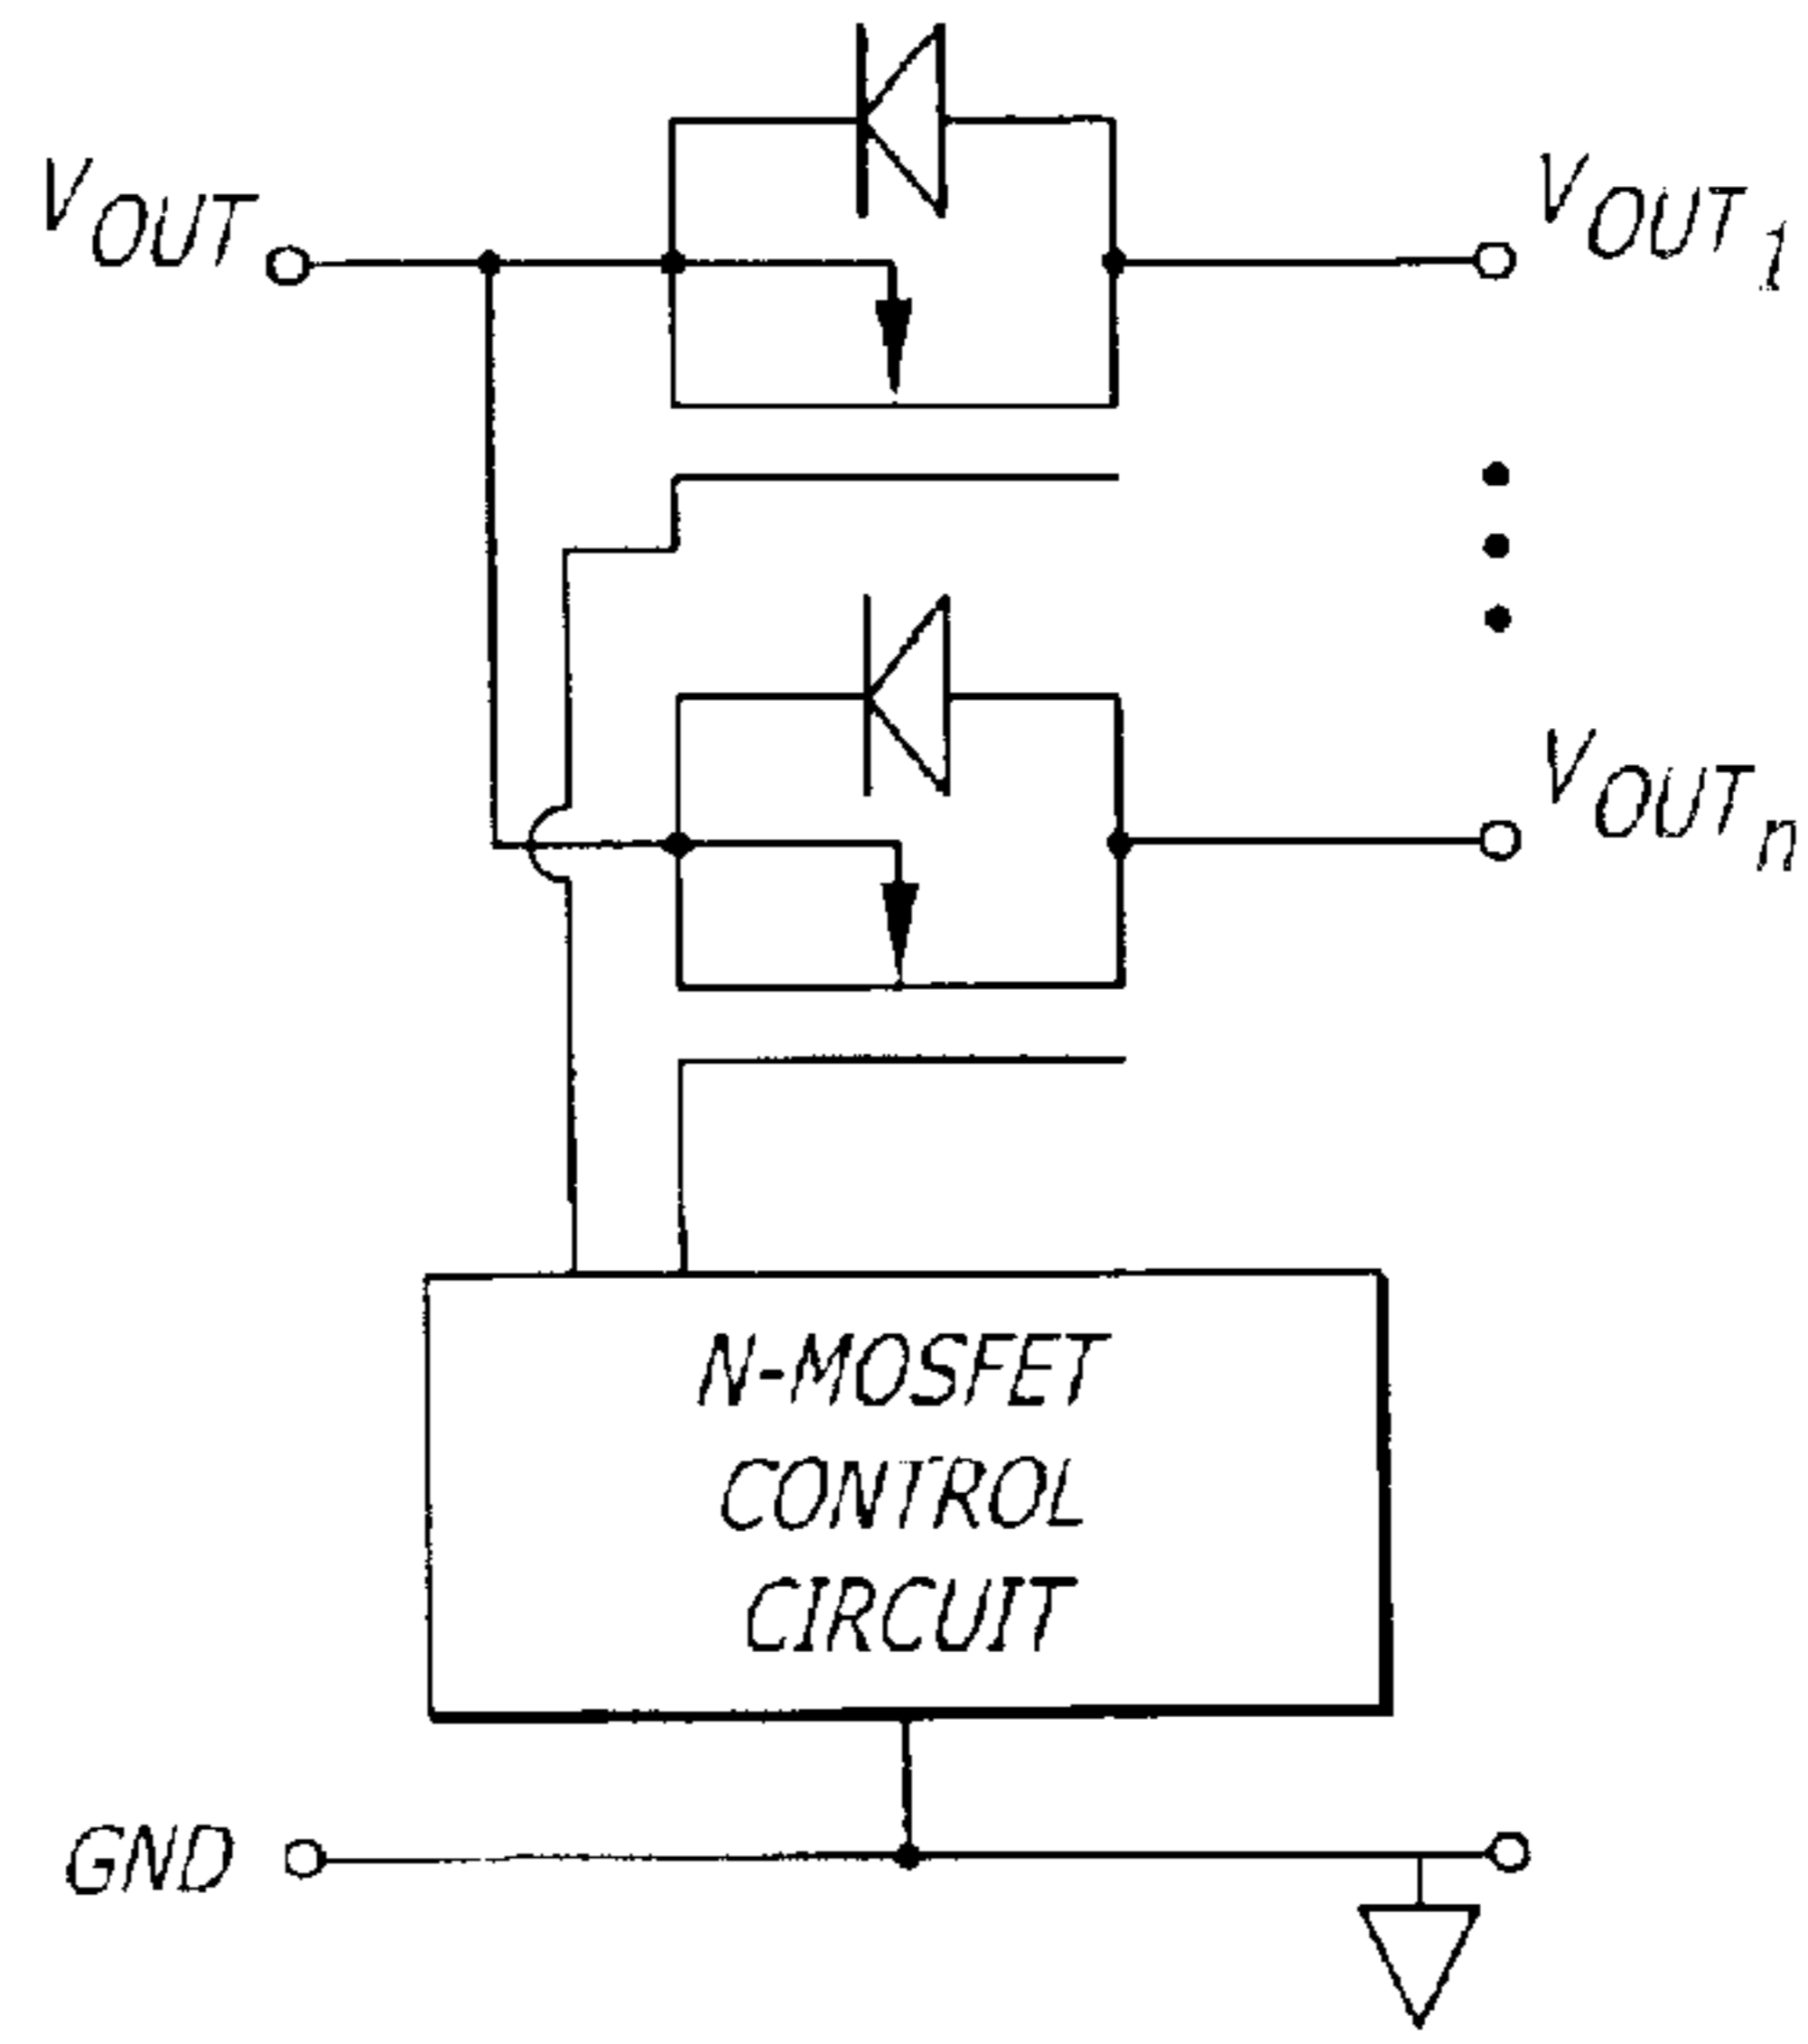 VOUT
VOUT1
VOUTn
N-MOSFET
CONTROL
CIRCUIT
GND